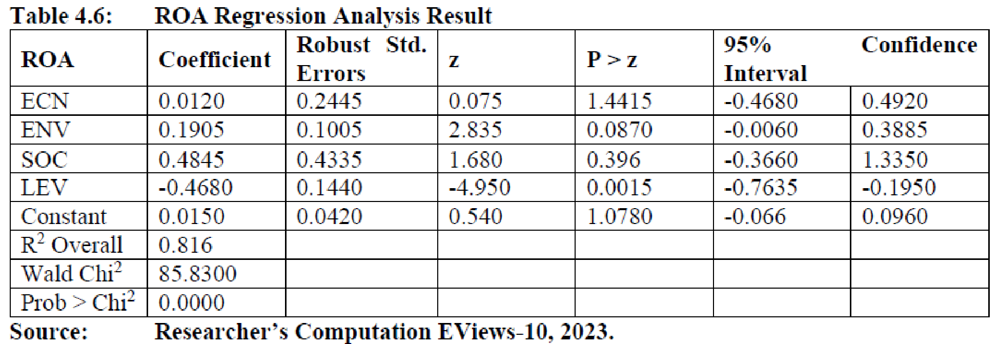 Table 4.6: ROA Regression Analysis Result
ROA Coefficient Robust Std. Errors z P > z 95% Confidence Interval
ECN 0.0120 0.2445 0.075 1.4415 -0.4680 0.4920
ENV 0.1905 0.1005 2.835 0.0870 -0.0060 0.3885
SOC 0.4845 0.4335 1.680 0.396 -0.3660 1.3350
LEV -0.4680 0.1440 -4.950 0.0015 -0.7635 -0.1950
Constant 0.0150 0.0420 0.540 1.0780 -0.066 0.0960
R² Overall 0.816
Wald Chi² 85.8300
Prob > Chi² 0.0000
Source: Researcher's Computation EViews-10, 2023.